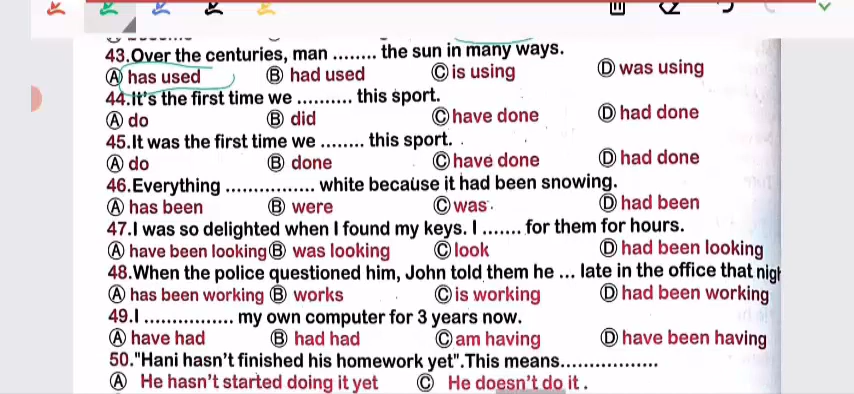 43.Over the centuries, man ........ the sun in many ways.
Ⓐ has used Ⓑ had used Ⓒ is using Ⓓ was using
44.It's the first time we .......... this sport.
Ⓐ do Ⓑ did Ⓒ have done Ⓓ had done
45.It was the first time we ........ this sport.
Ⓐ do Ⓑ done Ⓒ have done Ⓓ had done
46.Everything ................ white because it had been snowing.
Ⓐ has been Ⓑ were Ⓒ was Ⓓ had been
47.I was so delighted when I found my keys. I ....... for them for hours.
Ⓐ have been looking Ⓑ was looking Ⓒ look Ⓓ had been looking
48.When the police questioned him, John told them he ... late in the office that nigh
Ⓐ has been working Ⓑ works Ⓒ is working Ⓓ had been working
49.I ................ my own computer for 3 years now.
Ⓐ have had Ⓑ had had Ⓒ am having Ⓓ have been having
50."Hani hasn't finished his homework yet".This means..................
Ⓐ He hasn't started doing it yet Ⓒ He doesn't do it .